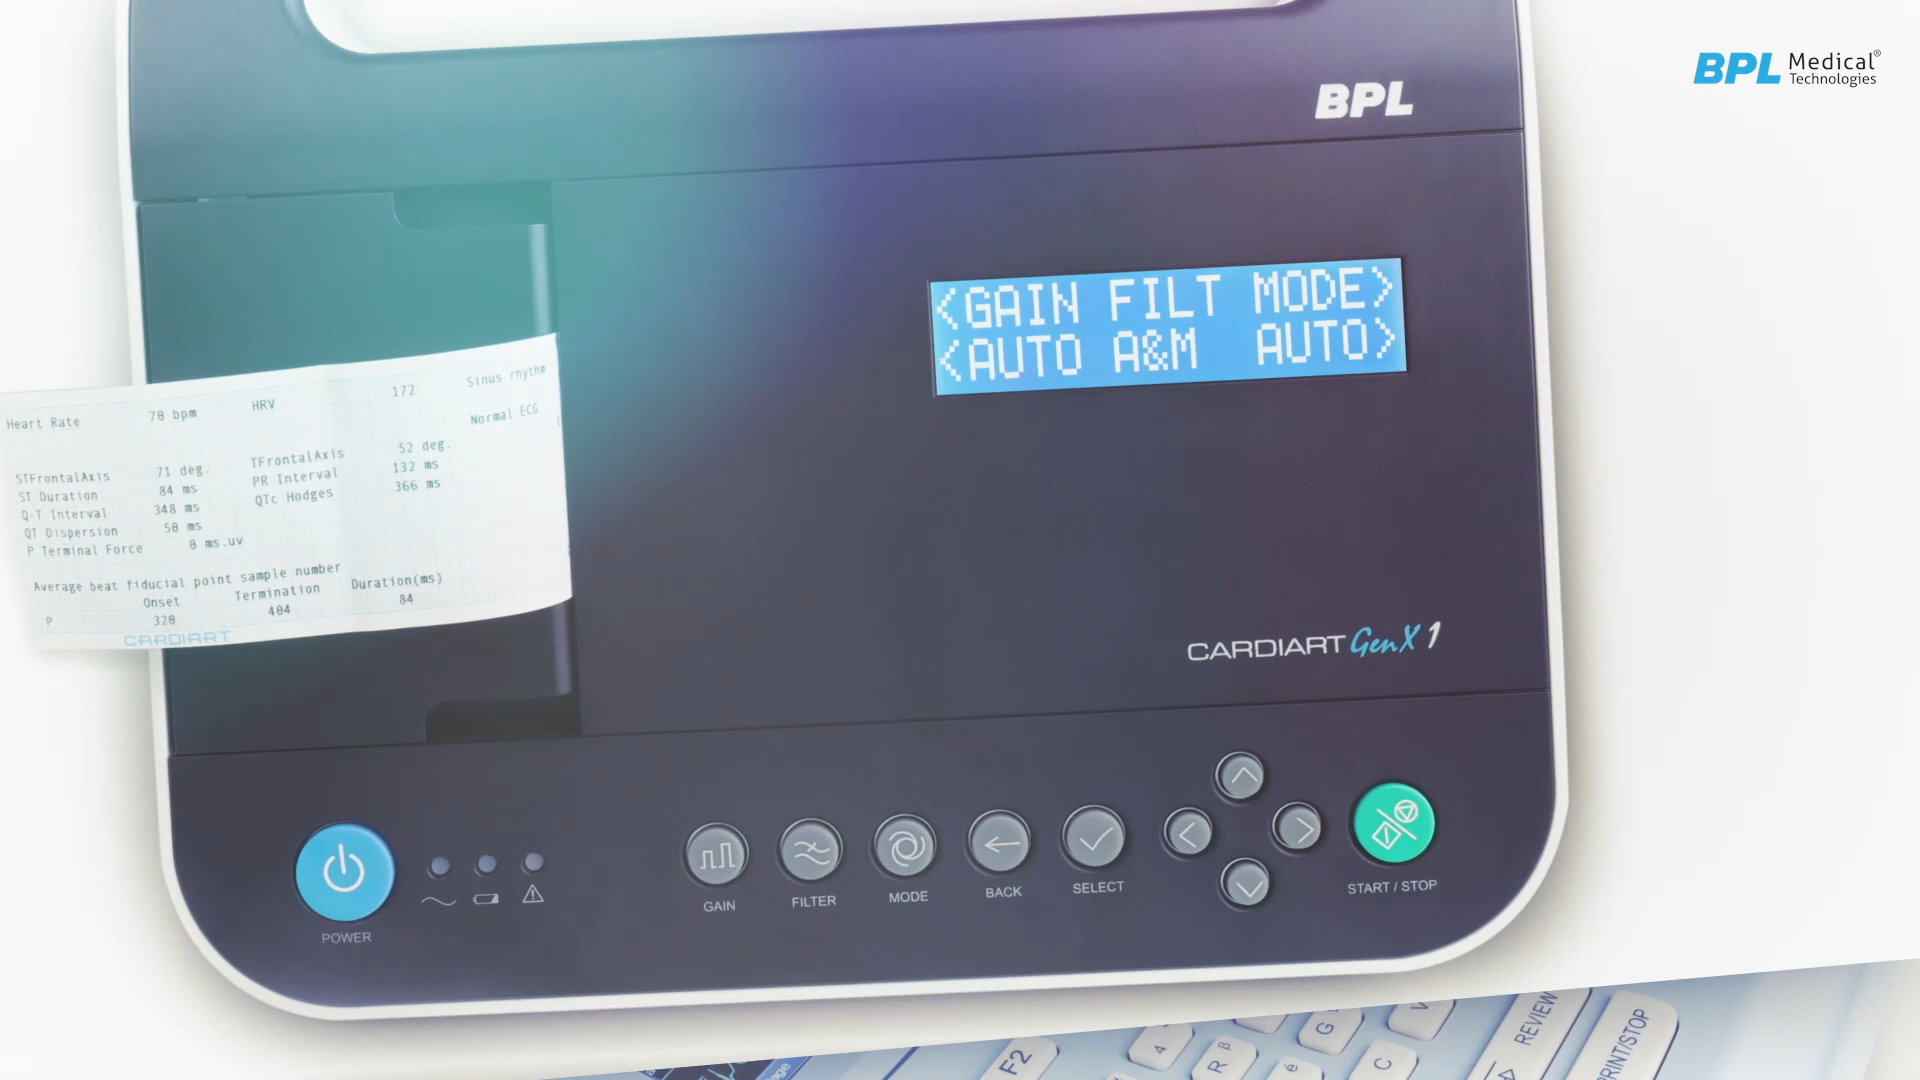 BPL Medical®
Technologies
BPL
<GAIN FILT MODE>
<AUTO A&M AUTO>
Heart Rate 70 bpm HRV 172 Sinus rhythm
Normal ECG
STFrontalAxis 71 deg. TFrontalAxis 52 deg.
ST Duration 84 ms PR Interval 132 ms
Q-T Interval 348 ms QTc Hodges 366 ms
QT Dispersion 50 ms
P Terminal Force 0 ms.uv
Average beat fiducial point sample number
Onset Termination Duration(ms)
P 320 404 84
CARDIART
CARDIART GenX 1
POWER
GAIN
FILTER
MODE
BACK
SELECT
START / STOP
F2
4
R β
é
G
C
REVIEW
PRINT/STOP